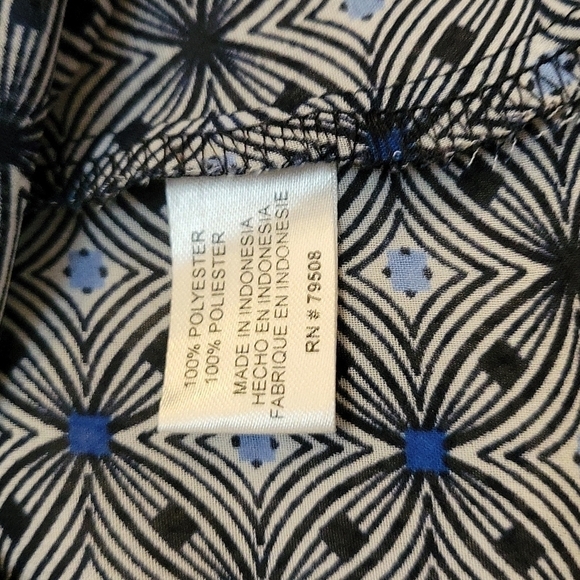 100% POLYESTER
100% POLIESTER
MADE IN INDONESIA
HECHO EN INDONESIA
FABRIQUE EN INDONESIE
RN # 79508